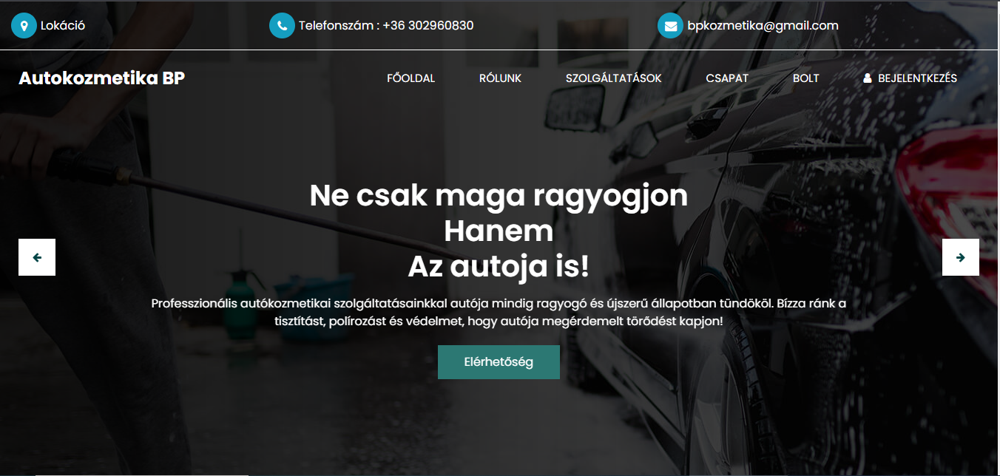 Lokáció
Telefonszám : +36 302960830
bpkozmetika@gmail.com
Autokozmetika BP
FŐOLDAL
RÓLUNK
SZOLGÁLTATÁSOK
CSAPAT
BOLT
BEJELENTKEZÉS
Ne csak maga ragyogjon
Hanem
Az autoja is!
Professzionális autókozmetikai szolgáltatásainkkal autója mindig ragyogó és újszerű állapotban tündököl. Bízza ránk a
tisztítást, polírozást és védelmet, hogy autója megérdemelt törődést kapjon!
Elérhetőség